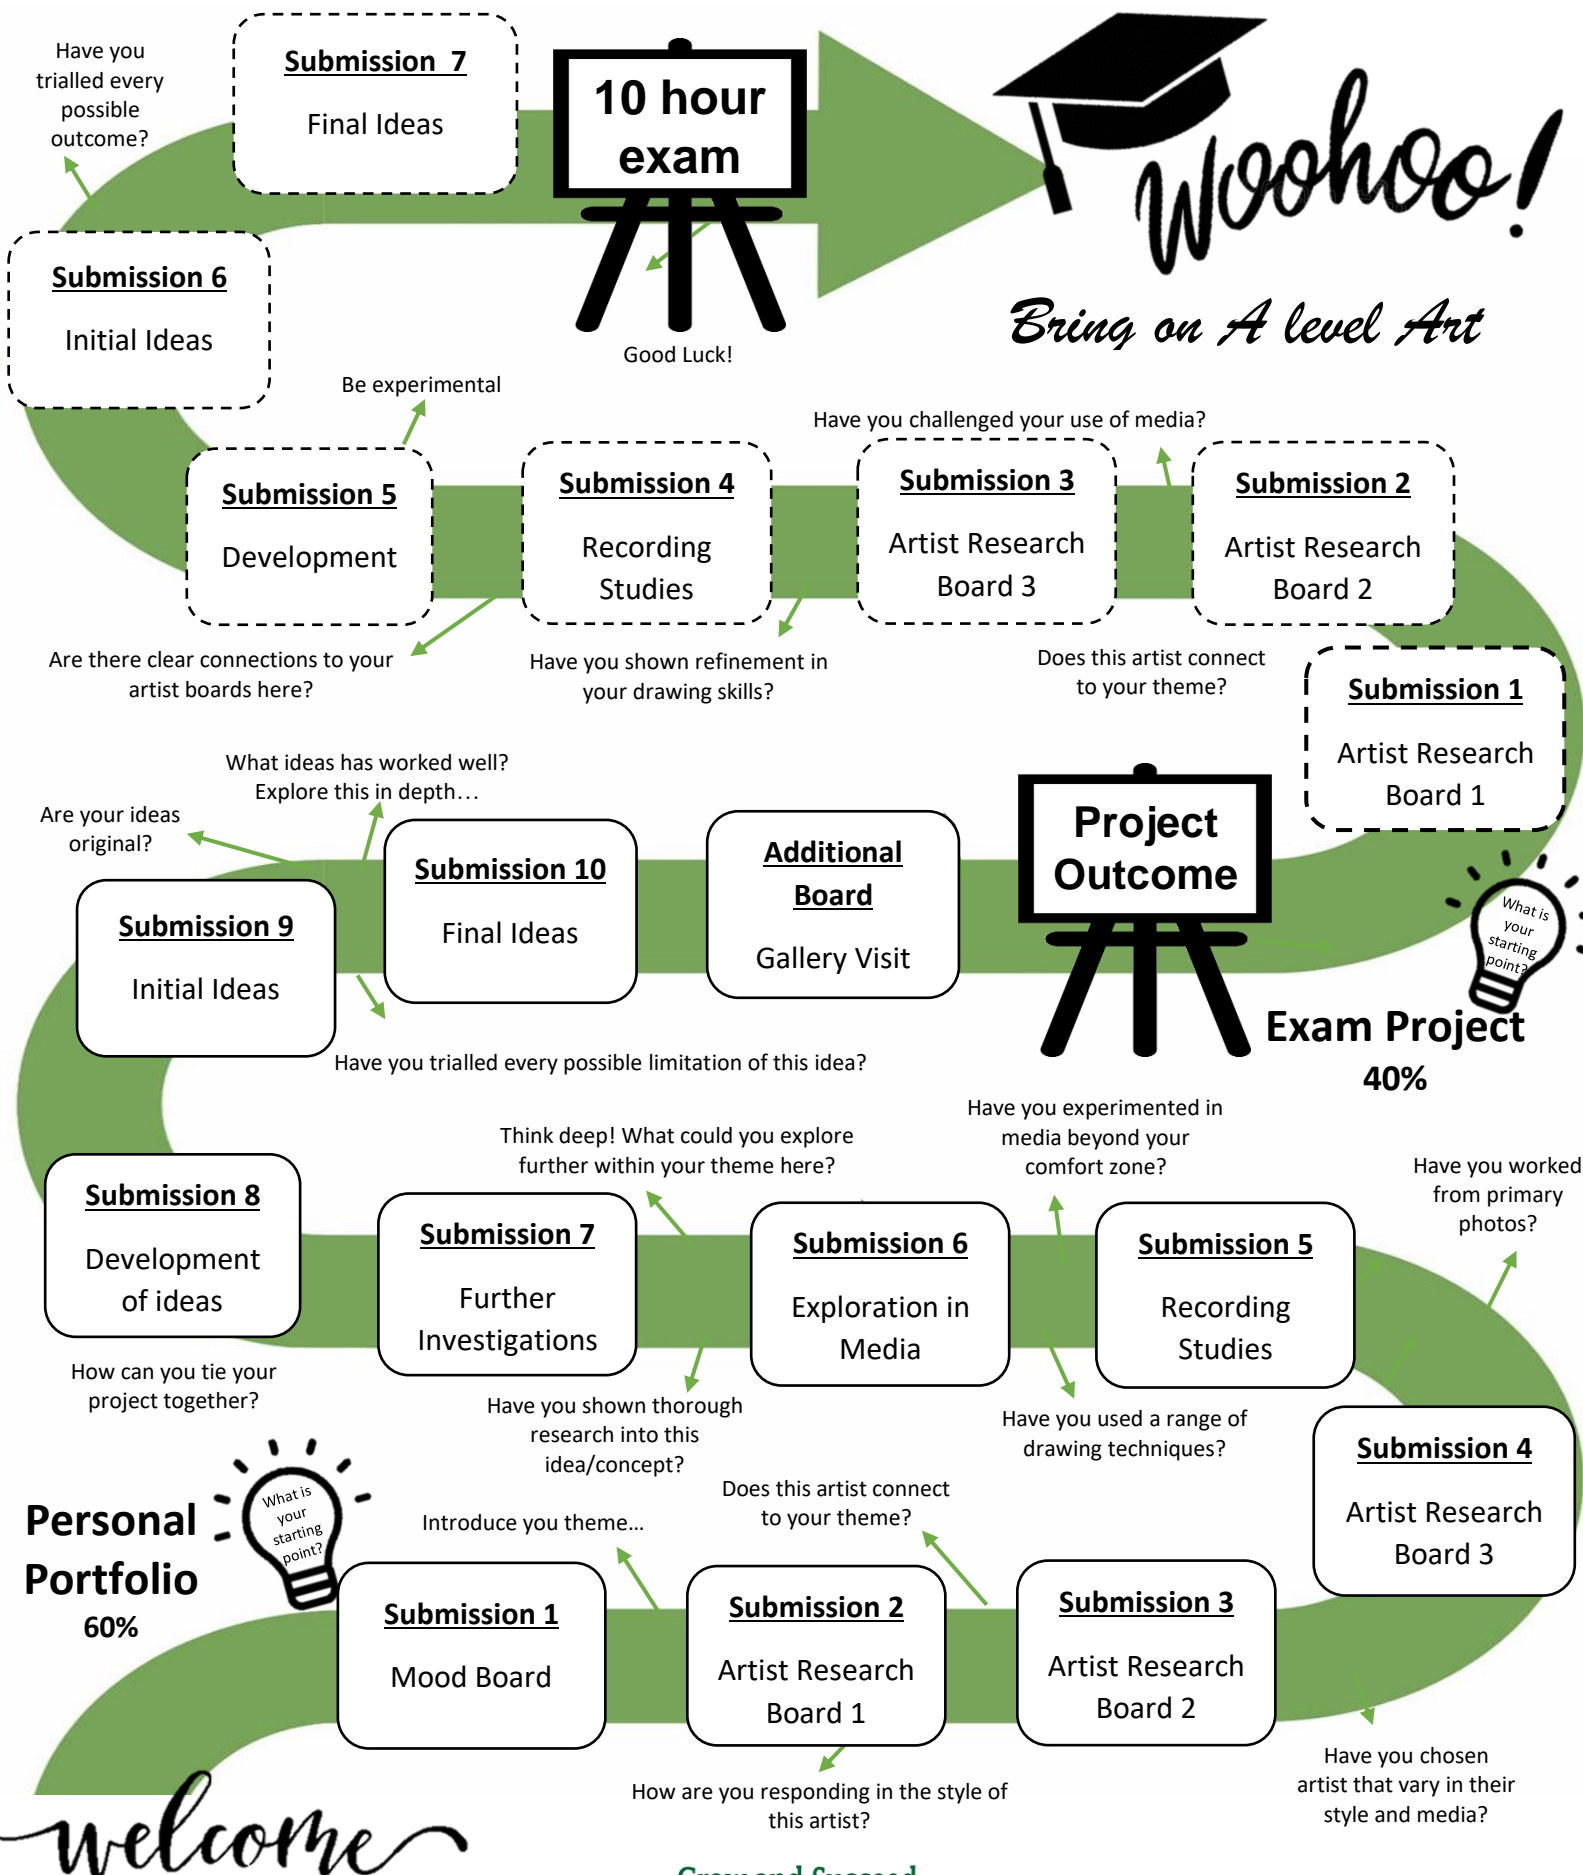 Have you
trialled every
possible
outcome?
Submission 7
Final Ideas
10 hour
exam
Woohoo!
Bring on A level Art
Submission 6
Initial Ideas
Good Luck!
Be experimental
Have you challenged your use of media?
Submission 5
Development
Submission 4
Recording
Studies
Submission 3
Artist Research
Board 3
Submission 2
Artist Research
Board 2
Are there clear connections to your
artist boards here?
Have you shown refinement in
your drawing skills?
Does this artist connect
to your theme?
Submission 1
Artist Research
Board 1
What ideas has worked well?
Explore this in depth…
Are your ideas
original?
Submission 9
Initial Ideas
Submission 10
Final Ideas
Additional
Board
Gallery Visit
Project
Outcome
What is
your
starting
point?
Exam Project
40%
Have you trialled every possible limitation of this idea?
Think deep! What could you explore
further within your theme here?
Have you experimented in
media beyond your
comfort zone?
Have you worked
from primary
photos?
Submission 8
Development
of ideas
Submission 7
Further
Investigations
Submission 6
Exploration in
Media
Submission 5
Recording
Studies
How can you tie your
project together?
Have you shown thorough
research into this
idea/concept?
Have you used a range of
drawing techniques?
Submission 4
Artist Research
Board 3
Personal
Portfolio
60%
What is
your
starting
point?
Introduce you theme…
Does this artist connect
to your theme?
Submission 1
Mood Board
Submission 2
Artist Research
Board 1
Submission 3
Artist Research
Board 2
How are you responding in the style of
this artist?
Have you chosen
artist that vary in their
style and media?
welcome
Grow and Succeed